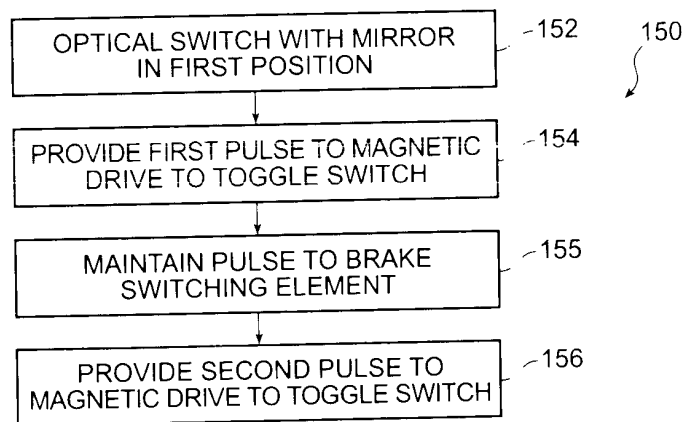 OPTICAL SWITCH WITH MIRROR
IN FIRST POSITION
152
150
PROVIDE FIRST PULSE TO MAGNETIC
DRIVE TO TOGGLE SWITCH
154
MAINTAIN PULSE TO BRAKE
SWITCHING ELEMENT
155
PROVIDE SECOND PULSE TO
MAGNETIC DRIVE TO TOGGLE SWITCH
156